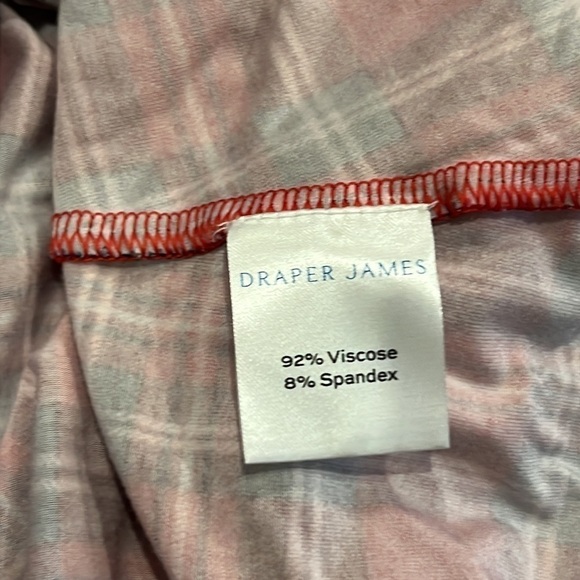 DRAPER JAMES
92% Viscose
8% Spandex